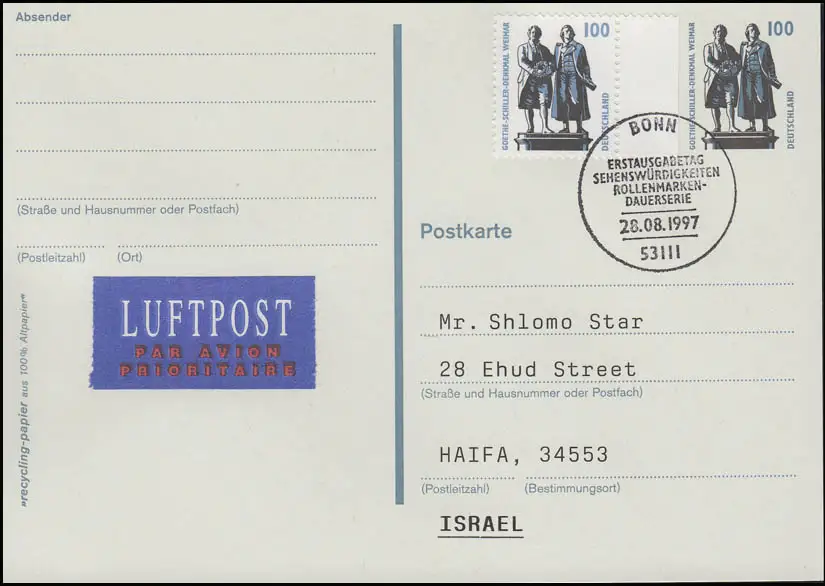 Absender
(Straße und Hausnummer oder Postfach)
(Postleitzahl) (Ort)
LUFTPOST
PAR AVION
PRIORITAIRE
»recycling-papier aus 100% Altpapier«
GOETHE-SCHILLER-DENKMAL WEIMAR
100
DEUTSCHLAND
GOETHE-SCHILLER-DENKMAL WEIMAR
100
DEUTSCHLAND
BONN
ERSTAUSGABETAG
SEHENSWÜRDIGKEITEN
ROLLENMARKEN-
DAUERSERIE
28.08.1997
53111
Postkarte
Mr. Shlomo Star
28 Ehud Street
(Straße und Hausnummer oder Postfach)
HAIFA, 34553
(Postleitzahl) (Bestimmungsort)
ISRAEL